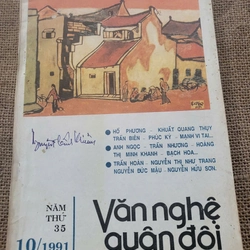 HỒ PHƯƠNG - KHUẤT QUANG THỤY
TRẦN BIÊN - PHÚC KỲ - MẠNH VI TAI...
ANH NGỌC - TRẦN NHƯƠNG - HOÀNG
THỊ MINH KHANH - BẠCH HOA...
TRẦN HOÀN - NGUYỄN THỊ NHƯ TRANG
NGUYỄN ĐỨC MẬU - NGUYỄN HỮU SƠN.
NĂM
THỨ
35
10/1991
Văn nghệ
quân đội